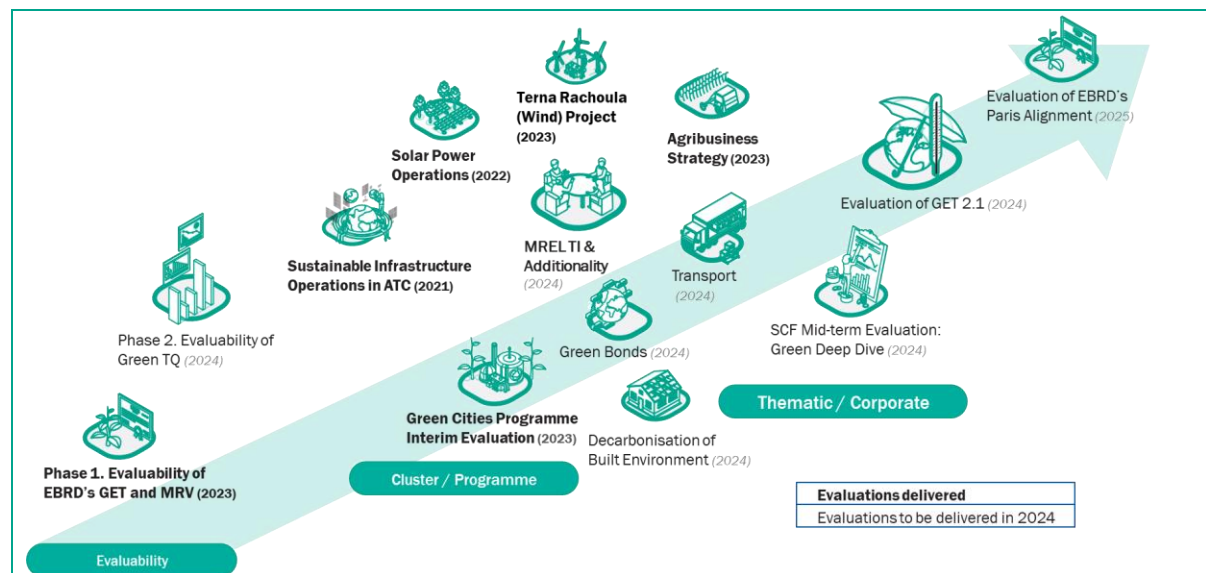 Evaluation of EBRD's
Paris Alignment (2025)
Terna Rachoula
(Wind) Project
(2023)
Agribusiness
Strategy (2023)
Solar Power
Operations (2022)
Evaluation of GET 2.1 (2024)
MREL TI &
Additionality
(2024)
Sustainable Infrastructure
Operations in ATC (2021)
Transport
(2024)
Phase 2. Evaluability of
Green TQ (2024)
Green Bonds (2024)
SCF Mid-term Evaluation:
Green Deep Dive (2024)
Thematic / Corporate
Green Cities Programme
Interim Evaluation (2023)
Decarbonisation of
Built Environment (2024)
Phase 1. Evaluability of
EBRD's GET and MRV (2023)
Cluster / Programme
Evaluations delivered
Evaluations to be delivered in 2024
Evaluability